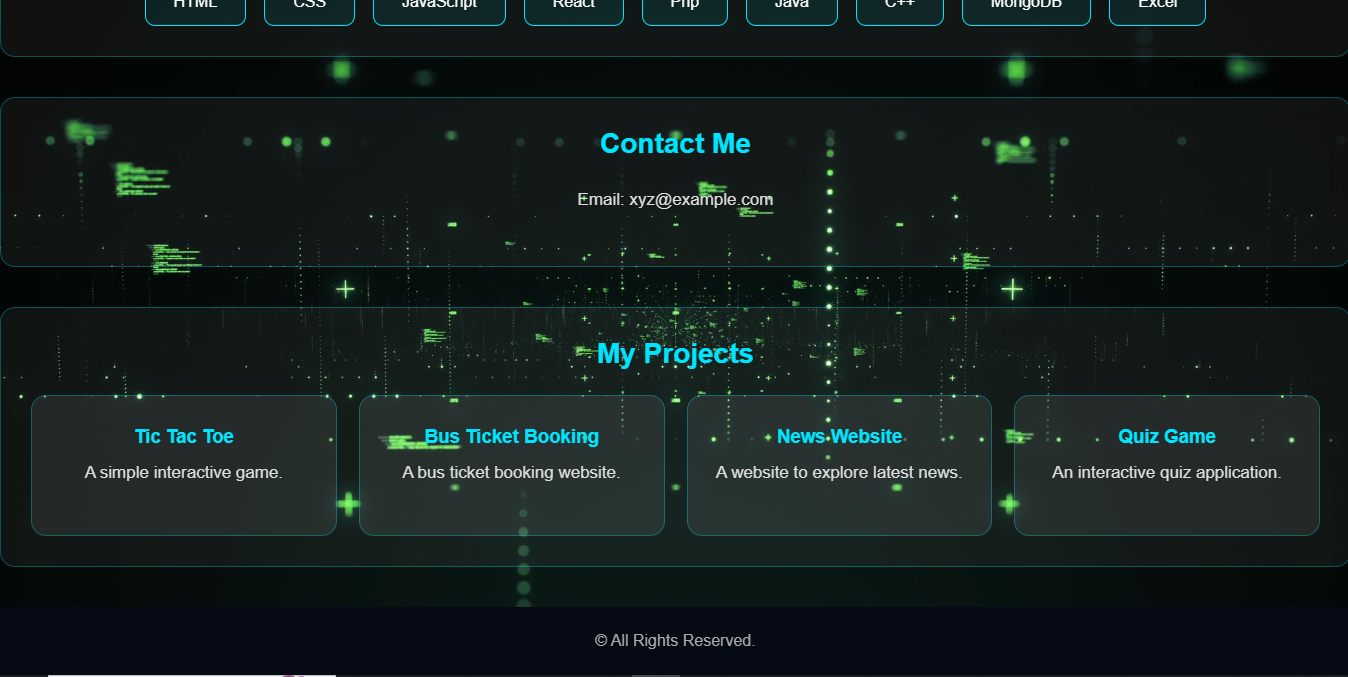 HTML CSS JavaScript React Php Java C++ MongoDB Excel
Contact Me
Email: xyz@example.com
My Projects
Tic Tac Toe
A simple interactive game.
Bus Ticket Booking
A bus ticket booking website.
News Website
A website to explore latest news.
Quiz Game
An interactive quiz application.
© All Rights Reserved.